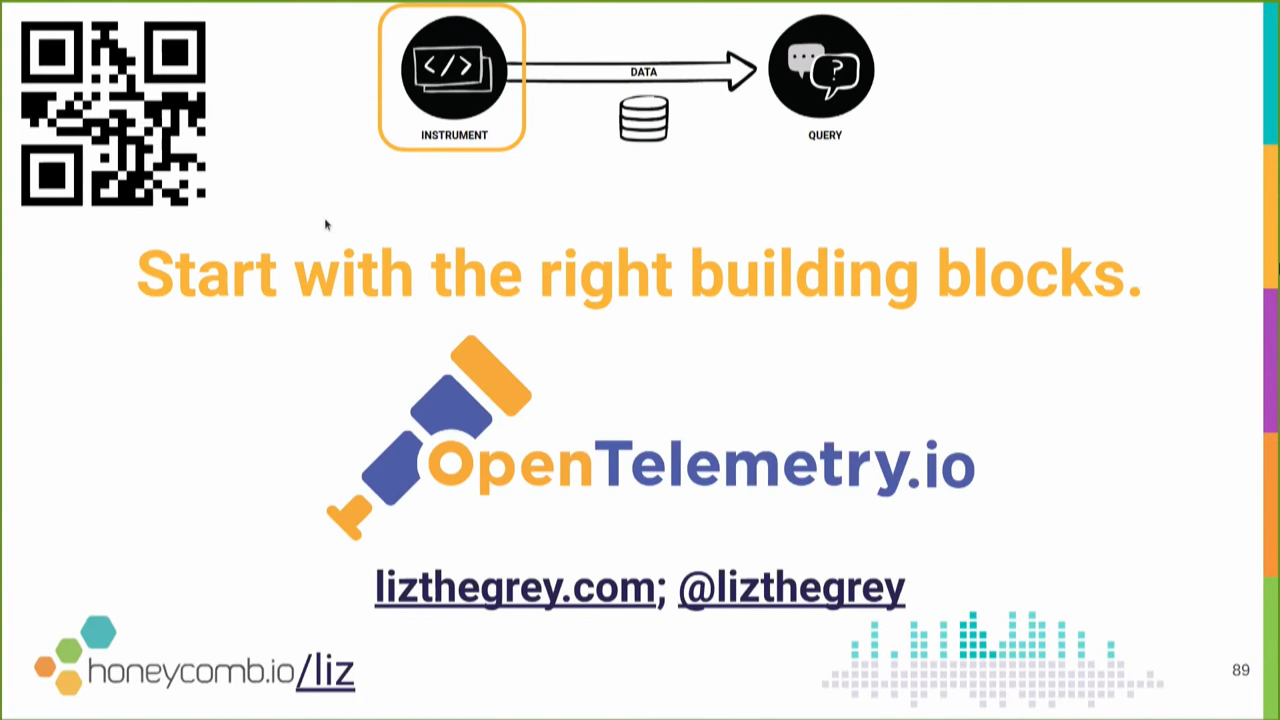 </>
DATA
?
INSTRUMENT
QUERY
Start with the right building blocks.
OpenTelemetry.io
lizthegrey.com; @lizthegrey
honeycomb.io/liz
89